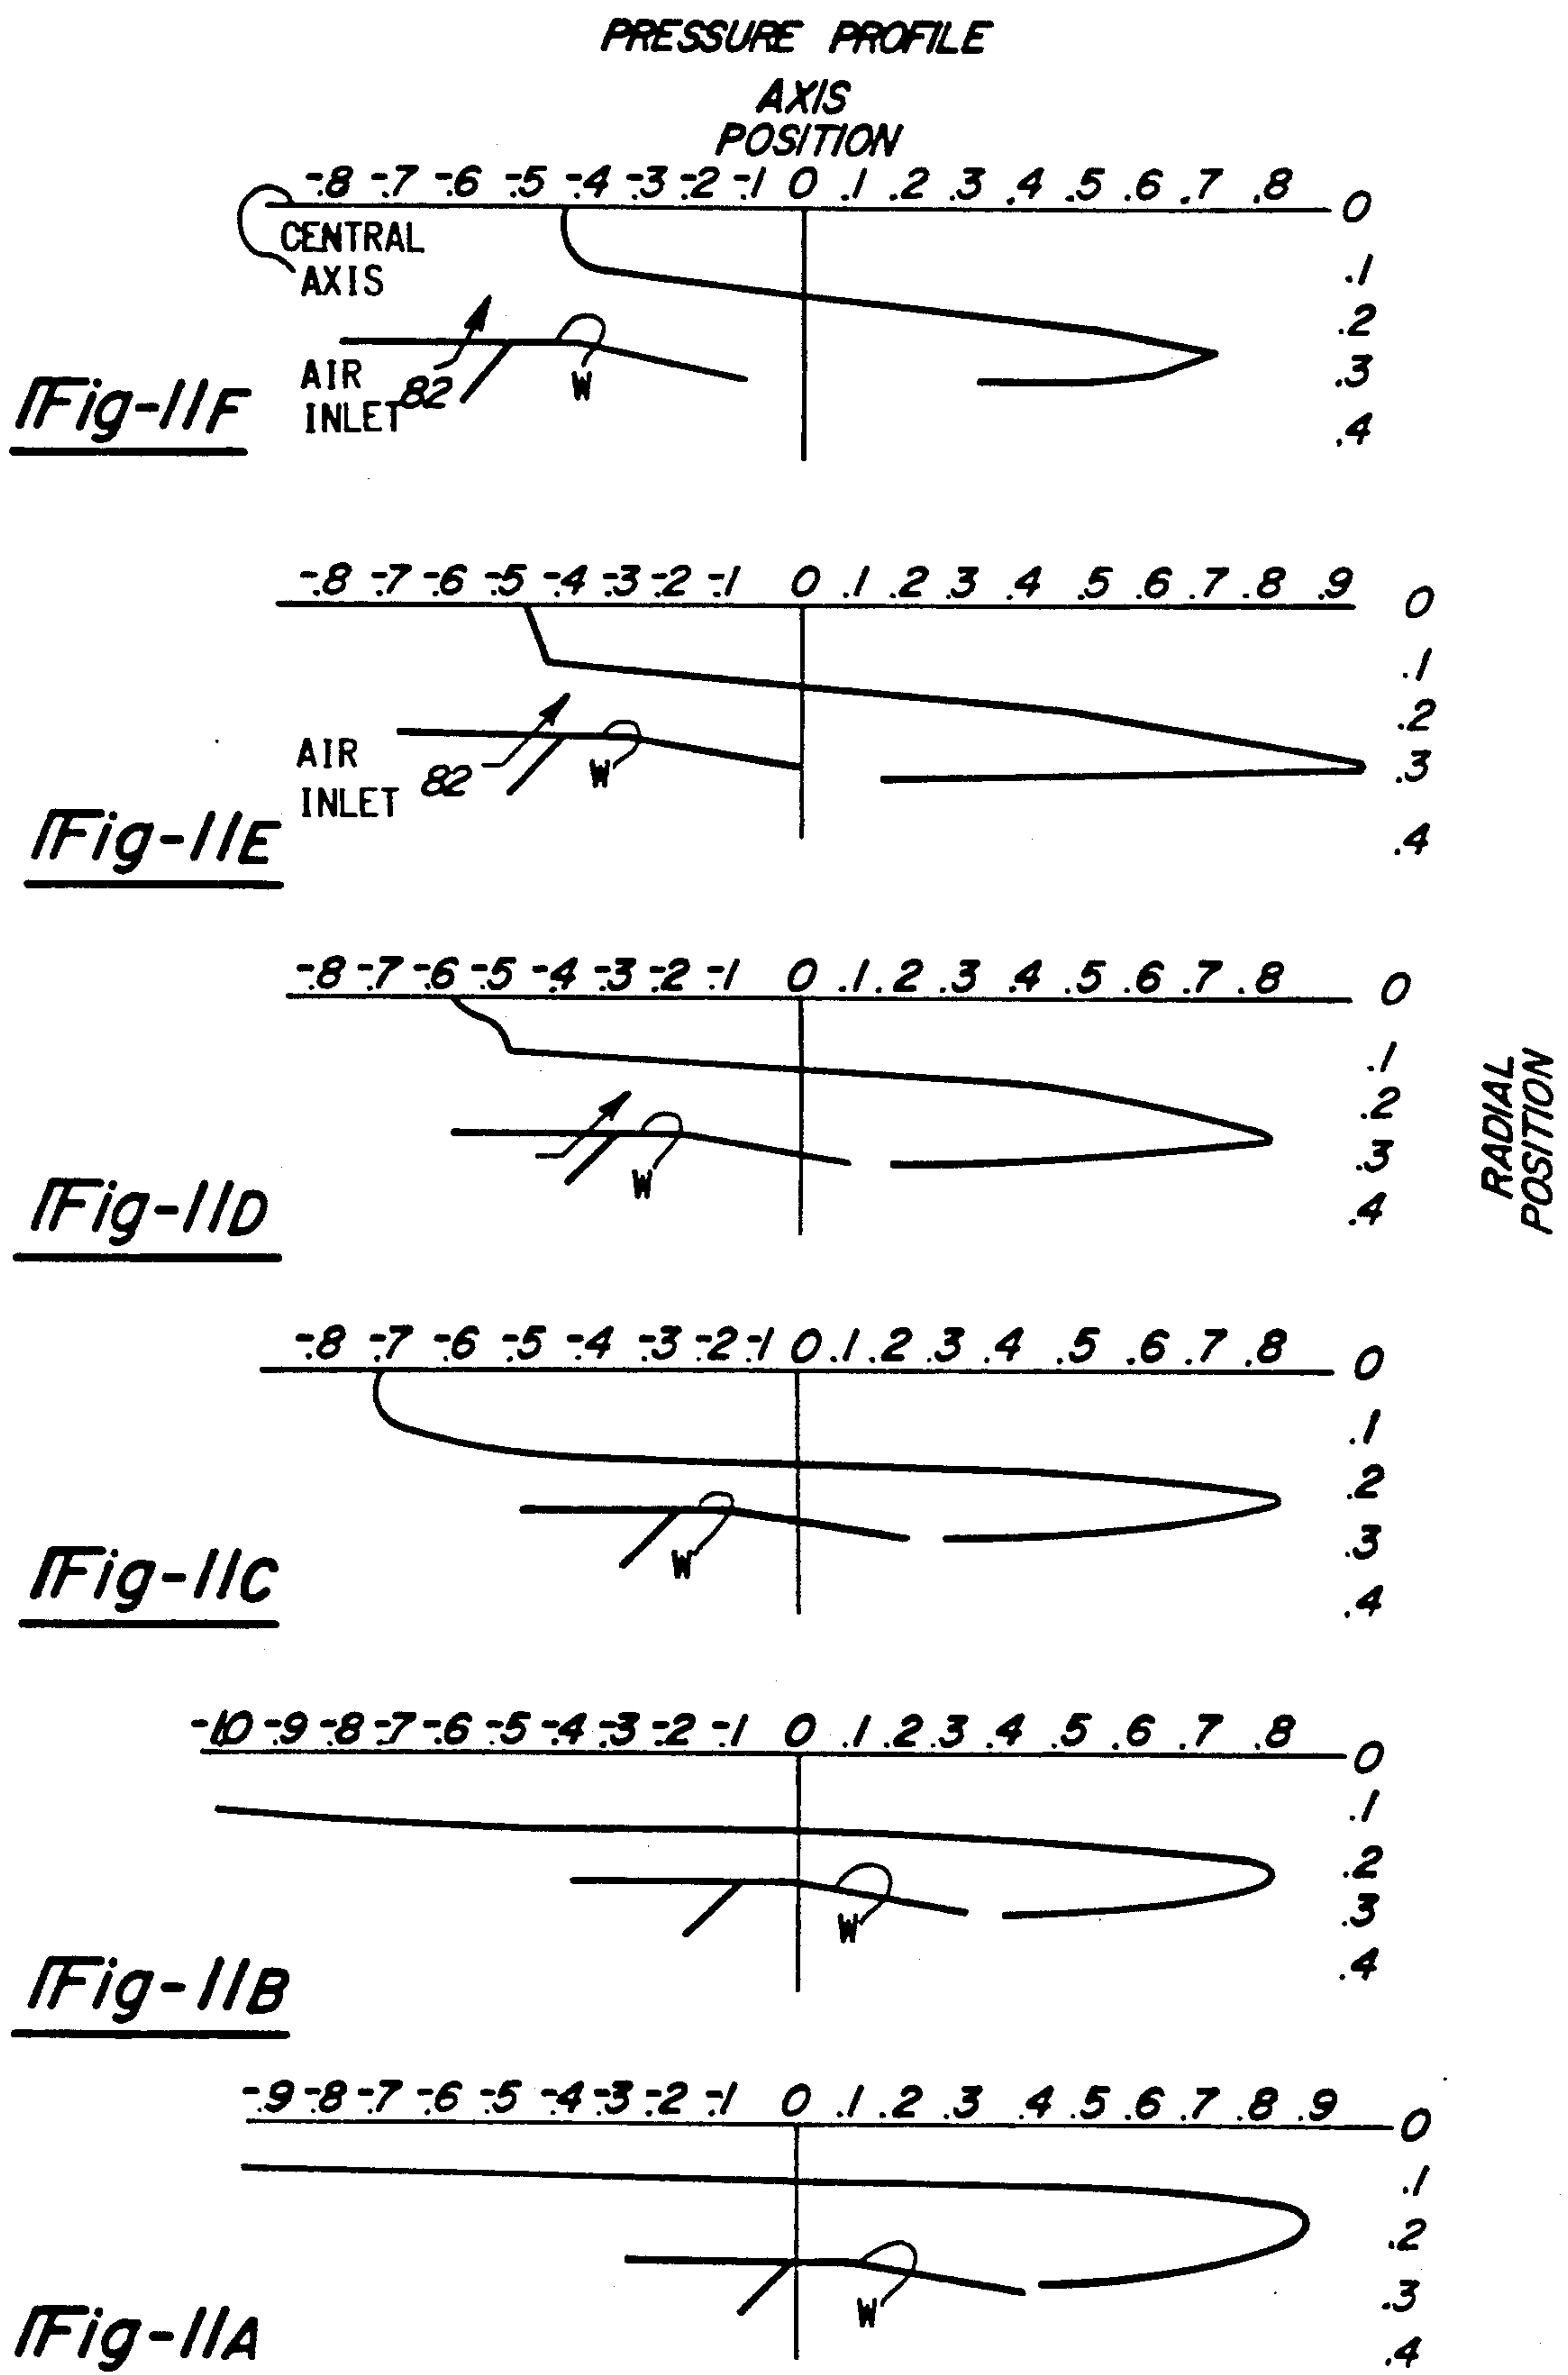 PRESSURE PROFILE
AXIS
POSITION
-.8 -.7 -.6 -.5 -.4 -.3 -.2 -.1 0 .1 .2 .3 .4 .5 .6 .7 .8
0
CENTRAL
AXIS
.1
.2
AIR
INLET
82
W
.3
.4
Fig-11F
-.8 -.7 -.6 -.5 -.4 -.3 -.2 -.1 0 .1 .2 .3 .4 .5 .6 .7 .8 .9
0
.1
.2
AIR
INLET
82
W
.3
.4
Fig-11E
-.8 -.7 -.6 -.5 -.4 -.3 -.2 -.1 0 .1 .2 .3 .4 .5 .6 .7 .8
0
.1
.2
W
.3
.4
Fig-11D
RADIAL
POSITION
-.8 -.7 -.6 -.5 -.4 -.3 -.2 -.1 0 .1 .2 .3 .4 .5 .6 .7 .8
0
.1
.2
W
.3
.4
Fig-11C
-1.0 -.9 -.8 -.7 -.6 -.5 -.4 -.3 -.2 -.1 0 .1 .2 .3 .4 .5 .6 .7 .8
0
.1
.2
W
.3
.4
Fig-11B
-.9 -.8 -.7 -.6 -.5 -.4 -.3 -.2 -.1 0 .1 .2 .3 .4 .5 .6 .7 .8 .9
0
.1
.2
W
.3
.4
Fig-11A